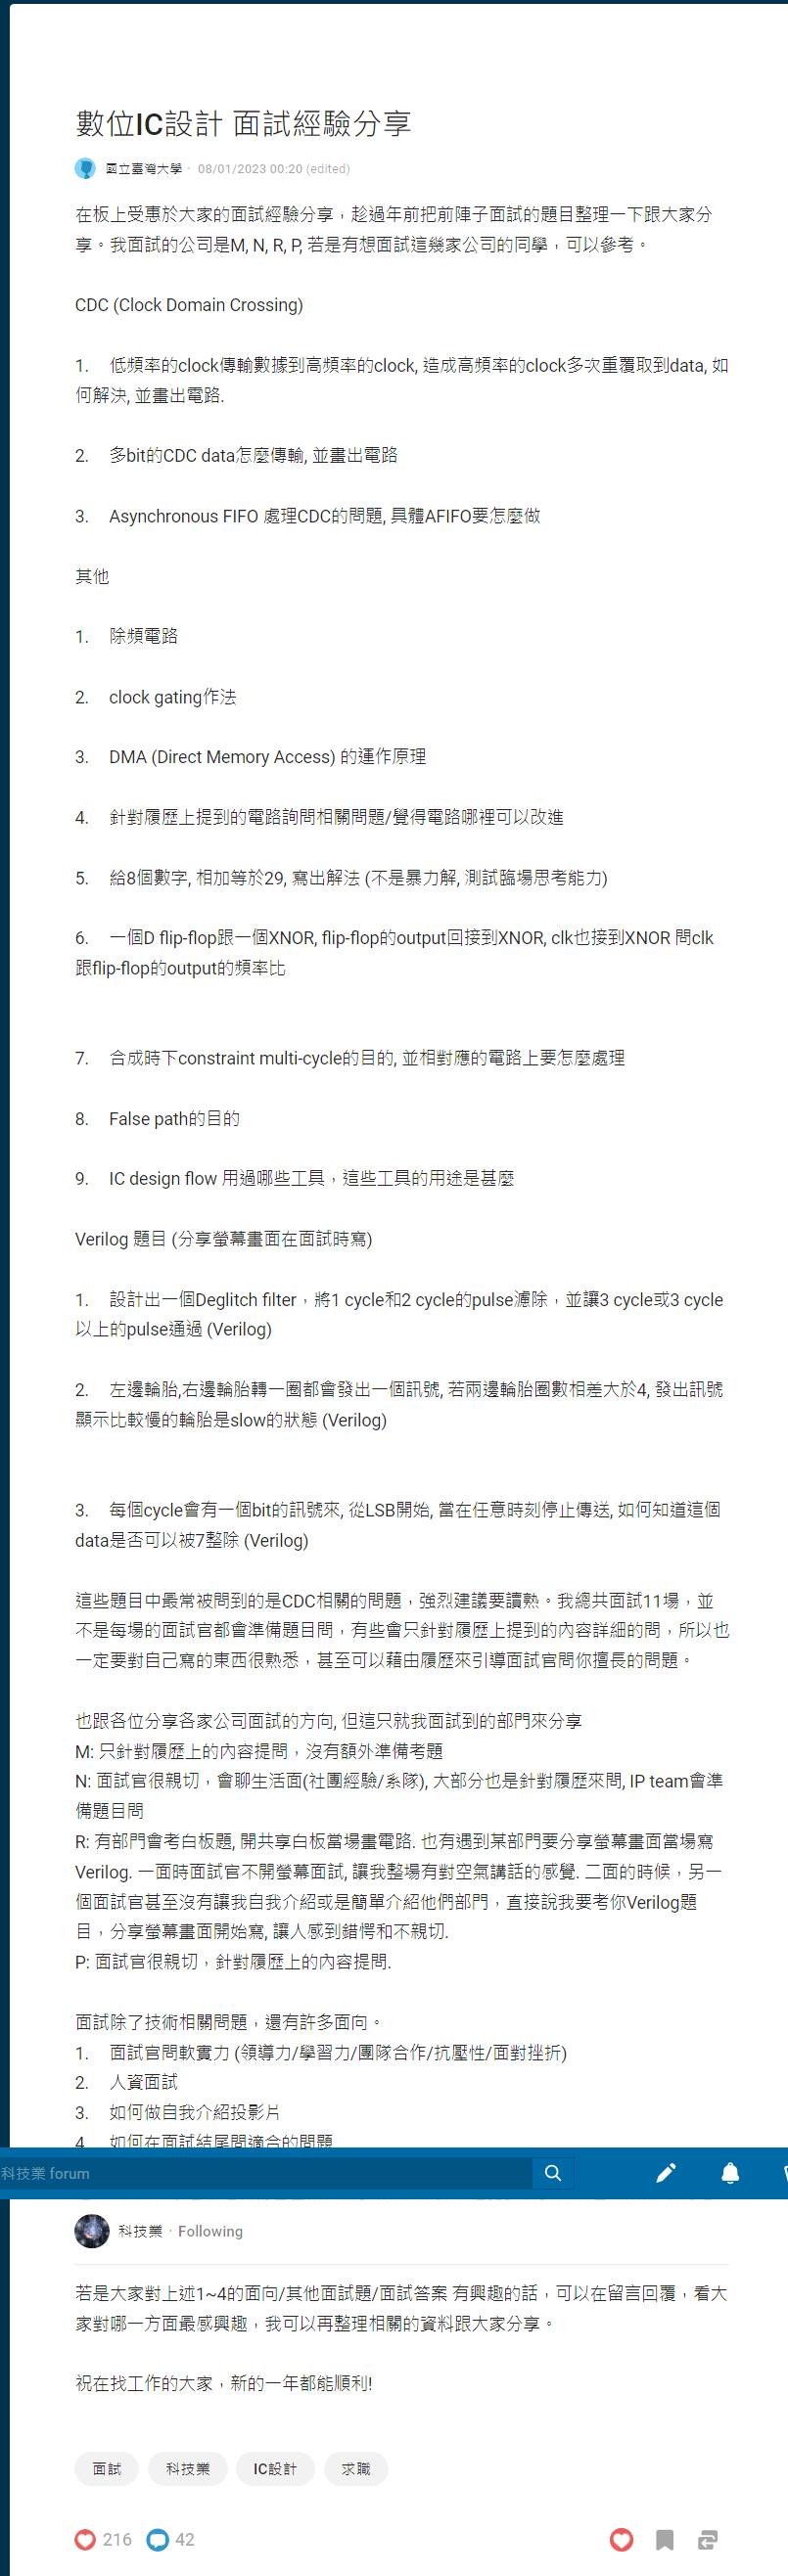 數位IC設計 面試經驗分享
國立臺灣大學 · 08/01/2023 00:20 (edited)
在板上受惠於大家的面試經驗分享，趁過年前把前陣子面試的題目整理一下跟大家分
享。我面試的公司是M, N, R, P, 若是有想面試這幾家公司的同學，可以參考。
CDC (Clock Domain Crossing)
1. 低頻率的clock傳輸數據到高頻率的clock, 造成高頻率的clock多次重覆取到data, 如
何解決, 並畫出電路.
2. 多bit的CDC data怎麼傳輸, 並畫出電路
3. Asynchronous FIFO 處理CDC的問題, 具體AFIFO要怎麼做
其他
1. 除頻電路
2. clock gating作法
3. DMA (Direct Memory Access) 的運作原理
4. 針對履歷上提到的電路詢問相關問題/覺得電路哪裡可以改進
5. 給8個數字, 相加等於29, 寫出解法 (不是暴力解, 測試臨場思考能力)
6. 一個D flip-flop跟一個XNOR, flip-flop的output回接到XNOR, clk也接到XNOR 問clk
跟flip-flop的output的頻率比
7. 合成時下constraint multi-cycle的目的, 並相對應的電路上要怎麼處理
8. False path的目的
9. IC design flow 用過哪些工具，這些工具的用途是甚麼
Verilog 題目 (分享螢幕畫面在面試時寫)
1. 設計出一個Deglitch filter，將1 cycle和2 cycle的pulse濾除，並讓3 cycle或3 cycle
以上的pulse通過 (Verilog)
2. 左邊輪胎,右邊輪胎轉一圈都會發出一個訊號, 若兩邊輪胎圈數相差大於4, 發出訊號
顯示比較慢的輪胎是slow的狀態 (Verilog)
3. 每個cycle會有一個bit的訊號來, 從LSB開始, 當在任意時刻停止傳送, 如何知道這個
data是否可以被7整除 (Verilog)
這些題目中最常被問到的是CDC相關的問題，強烈建議要讀熟。我總共面試11場，並
不是每場的面試官都會準備題目問，有些會只針對履歷上提到的內容詳細的問，所以也
一定要對自己寫的東西很熟悉，甚至可以藉由履歷來引導面試官問你擅長的問題。
也跟各位分享各家公司面試的方向, 但這只就我面試到的部門來分享
M: 只針對履歷上的內容提問，沒有額外準備考題
N: 面試官很親切，會聊生活面(社團經驗/系隊), 大部分也是針對履歷來問, IP team會準
備題目問
R: 有部門會考白板題, 開共享白板當場畫電路. 也有遇到某部門要分享螢幕畫面當場寫
Verilog. 一面時面試官不開螢幕面試, 讓我整場有對空氣講話的感覺. 二面的時候，另一
個面試官甚至沒有讓我自我介紹或是簡單介紹他們部門，直接說我要考你Verilog題
目，分享螢幕畫面開始寫, 讓人感到錯愕和不親切.
P: 面試官很親切，針對履歷上的內容提問.
面試除了技術相關問題，還有許多面向。
1. 面試官問軟實力 (領導力/學習力/團隊合作/抗壓性/面對挫折)
2. 人資面試
3. 如何做自我介紹投影片
4 如何在面試結尾問適合的問題
科技業 forum
科技業 · Following
若是大家對上述1~4的面向/其他面試題/面試答案 有興趣的話，可以在留言回覆，看大
家對哪一方面最感興趣，我可以再整理相關的資料跟大家分享。
祝在找工作的大家，新的一年都能順利!
面試 科技業 IC設計 求職
216 42